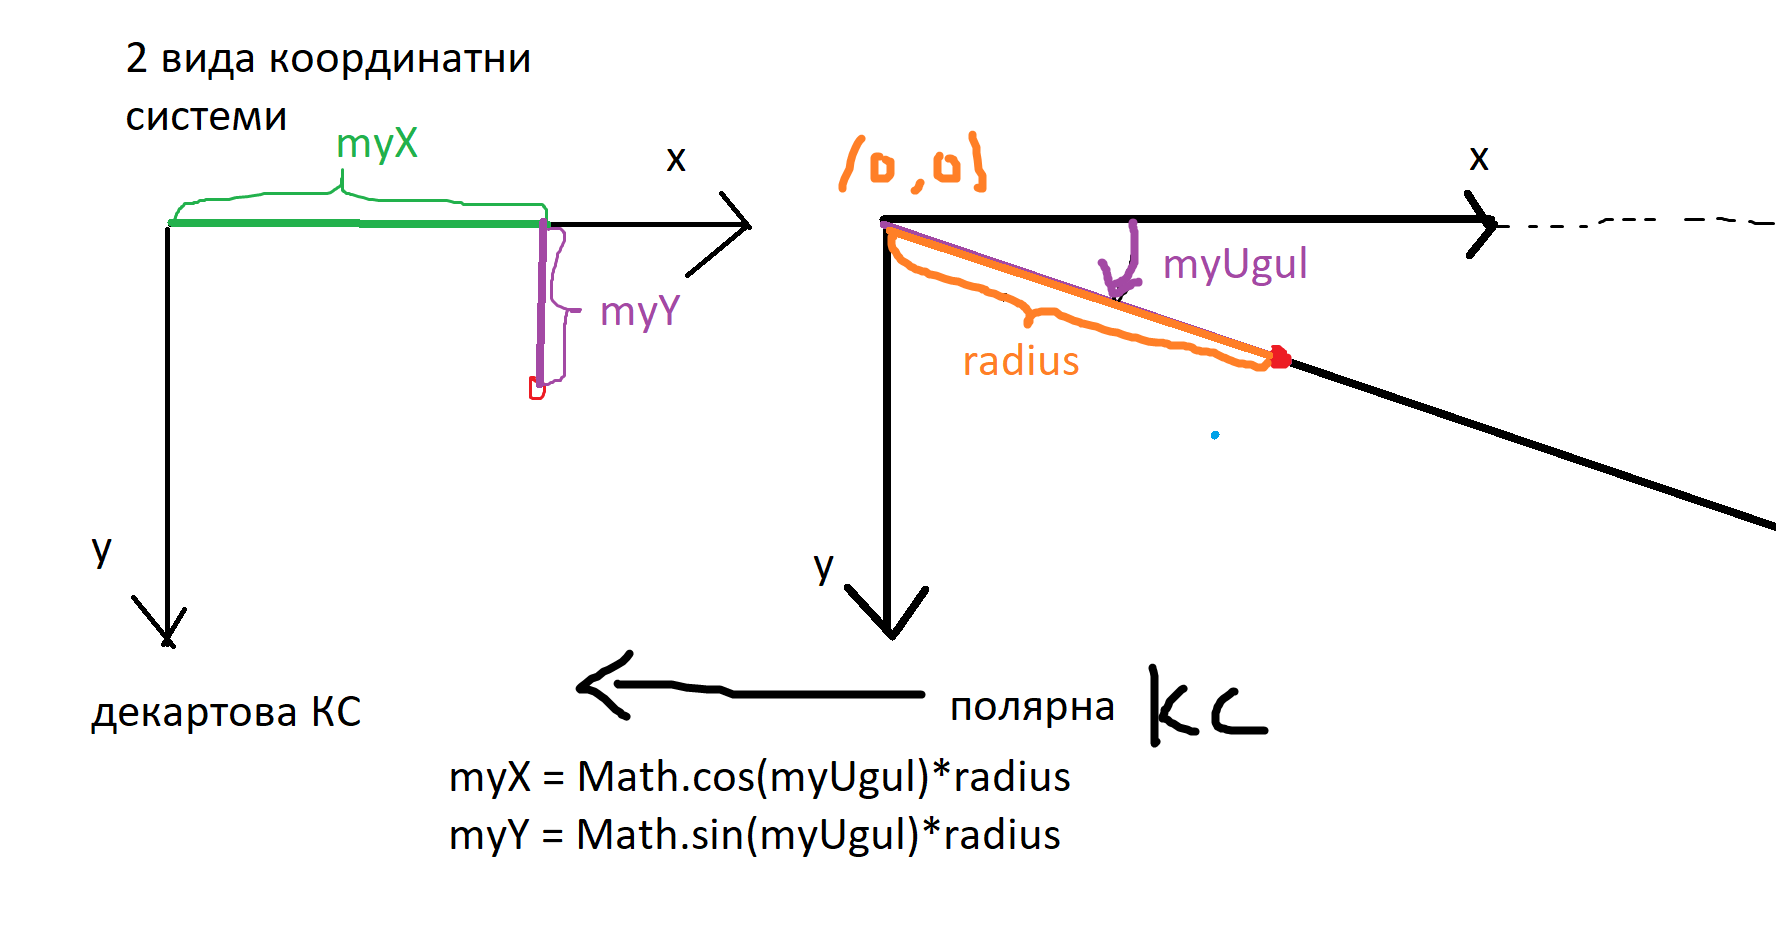 2 вида координатни
системи
myX
x
myY
y
декартова КС
(0,0)
x
myUgul
radius
y
полярна КС
myX = Math.cos(myUgul)*radius
myY = Math.sin(myUgul)*radius